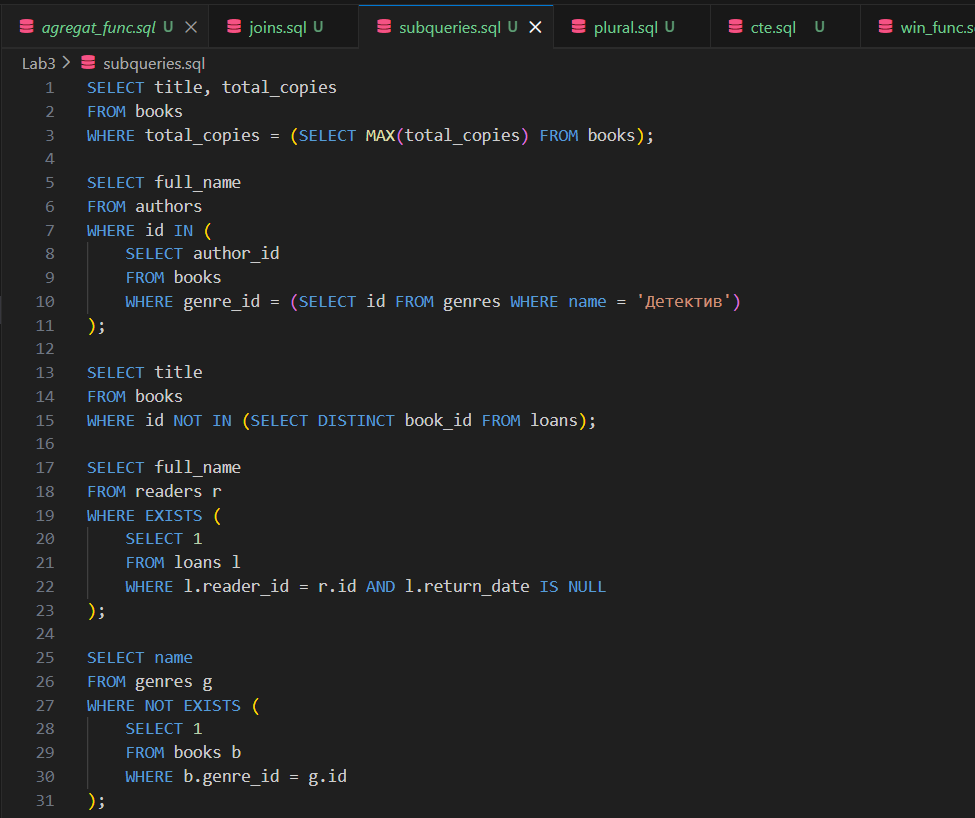 agregat_func.sql U
joins.sql U
subqueries.sql U
plural.sql U
cte.sql U
win_func.s
Lab3 > subqueries.sql
1 SELECT title, total_copies
2 FROM books
3 WHERE total_copies = (SELECT MAX(total_copies) FROM books);
4
5 SELECT full_name
6 FROM authors
7 WHERE id IN (
8 SELECT author_id
9 FROM books
10 WHERE genre_id = (SELECT id FROM genres WHERE name = 'Детектив')
11 );
12
13 SELECT title
14 FROM books
15 WHERE id NOT IN (SELECT DISTINCT book_id FROM loans);
16
17 SELECT full_name
18 FROM readers r
19 WHERE EXISTS (
20 SELECT 1
21 FROM loans l
22 WHERE l.reader_id = r.id AND l.return_date IS NULL
23 );
24
25 SELECT name
26 FROM genres g
27 WHERE NOT EXISTS (
28 SELECT 1
29 FROM books b
30 WHERE b.genre_id = g.id
31 );